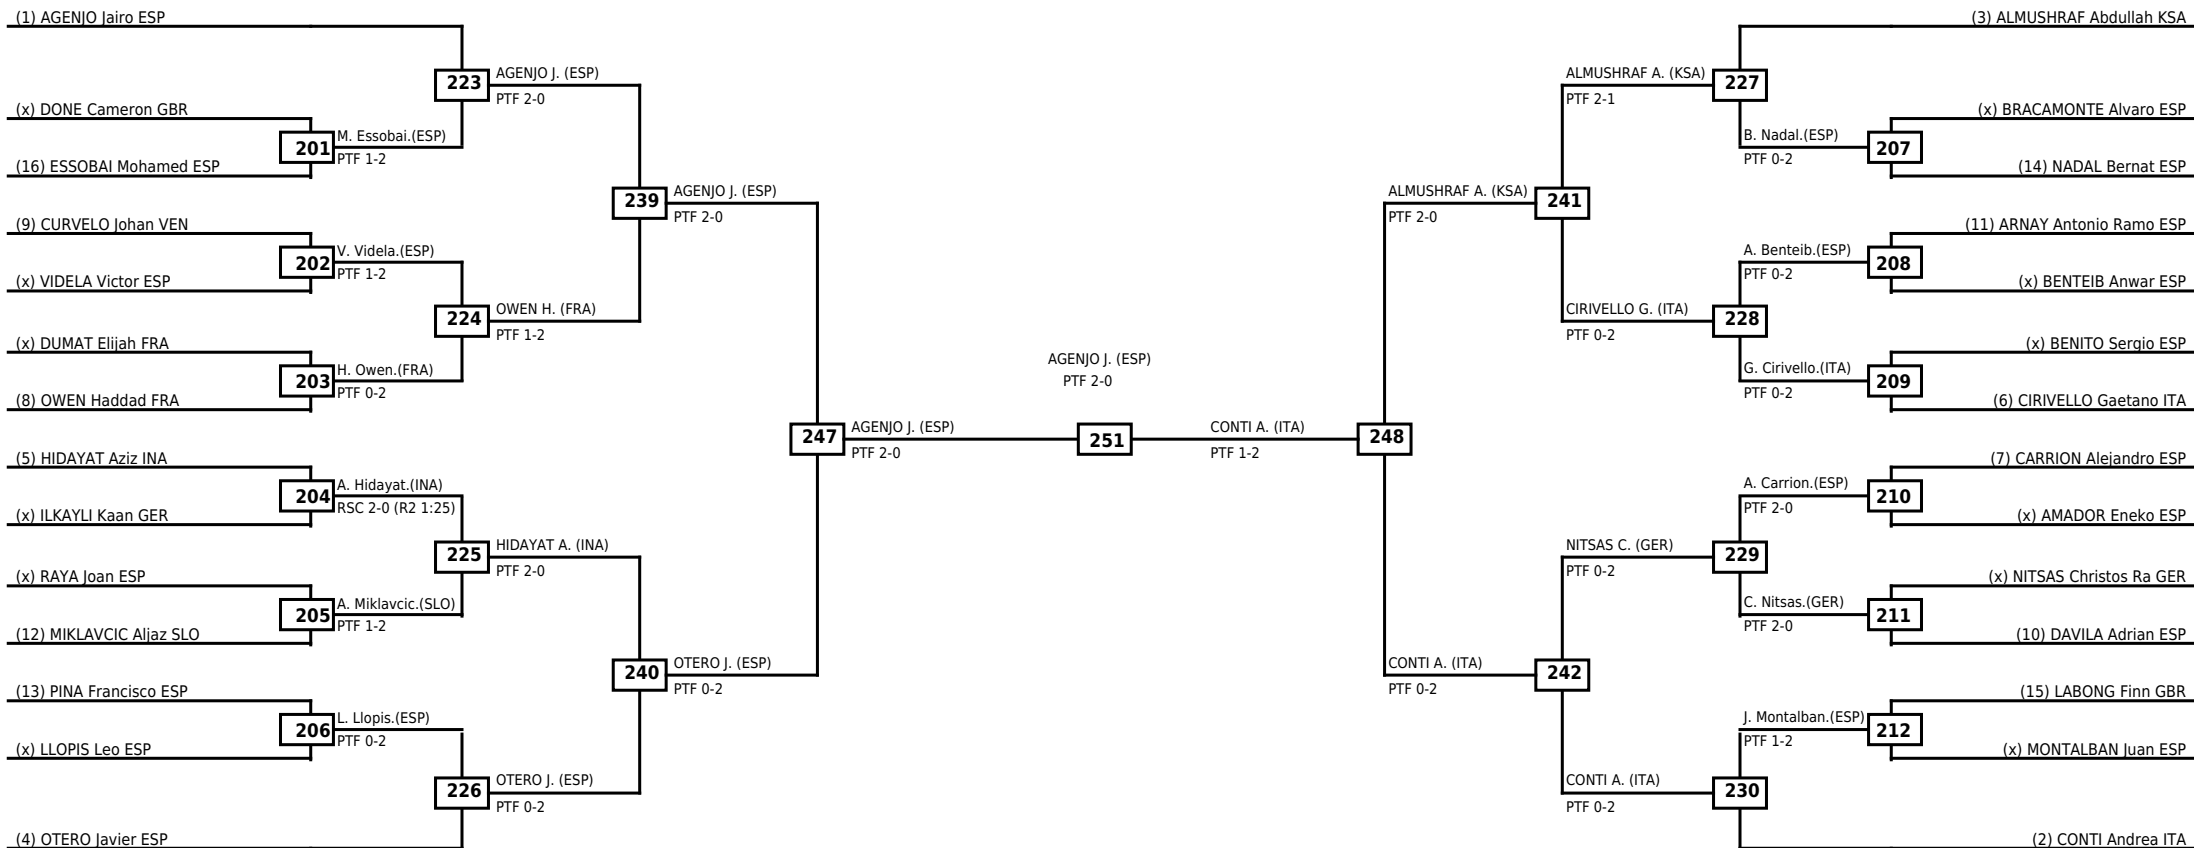 (1) AGENJO Jairo ESP
(x) DONE Cameron GBR
(16) ESSOBAI Mohamed ESP
(9) CURVELO Johan VEN
(x) VIDELA Victor ESP
(x) DUMAT Elijah FRA
(8) OWEN Haddad FRA
(5) HIDAYAT Aziz INA
(x) ILKAYLI Kaan GER
(x) RAYA Joan ESP
(12) MIKLAVCIC Aljaz SLO
(13) PINA Francisco ESP
(x) LLOPIS Leo ESP
(4) OTERO Javier ESP
201
M. Essobai.(ESP)
PTF 1-2
202
V. Videla.(ESP)
PTF 1-2
203
H. Owen.(FRA)
PTF 0-2
204
A. Hidayat.(INA)
RSC 2-0 (R2 1:25)
205
A. Miklavcic.(SLO)
PTF 1-2
206
L. Llopis.(ESP)
PTF 0-2
223
AGENJO J. (ESP)
PTF 2-0
224
OWEN H. (FRA)
PTF 1-2
225
HIDAYAT A. (INA)
PTF 2-0
226
OTERO J. (ESP)
PTF 0-2
239
AGENJO J. (ESP)
PTF 2-0
240
OTERO J. (ESP)
PTF 0-2
247
AGENJO J. (ESP)
PTF 2-0
AGENJO J. (ESP)
PTF 2-0
251
CONTI A. (ITA)
PTF 1-2
248
ALMUSHRAF A. (KSA)
PTF 2-0
241
CONTI A. (ITA)
PTF 0-2
242
ALMUSHRAF A. (KSA)
PTF 2-1
227
CIRIVELLO G. (ITA)
PTF 0-2
228
NITSAS C. (GER)
PTF 0-2
229
CONTI A. (ITA)
PTF 0-2
230
B. Nadal.(ESP)
PTF 0-2
207
A. Benteib.(ESP)
PTF 0-2
208
G. Cirivello.(ITA)
PTF 0-2
209
A. Carrion.(ESP)
PTF 2-0
210
C. Nitsas.(GER)
PTF 2-0
211
J. Montalban.(ESP)
PTF 1-2
212
(3) ALMUSHRAF Abdullah KSA
(x) BRACAMONTE Alvaro ESP
(14) NADAL Bernat ESP
(11) ARNAY Antonio Ramo ESP
(x) BENTEIB Anwar ESP
(x) BENITO Sergio ESP
(6) CIRIVELLO Gaetano ITA
(7) CARRION Alejandro ESP
(x) AMADOR Eneko ESP
(x) NITSAS Christos Ra GER
(10) DAVILA Adrian ESP
(15) LABONG Finn GBR
(x) MONTALBAN Juan ESP
(2) CONTI Andrea ITA